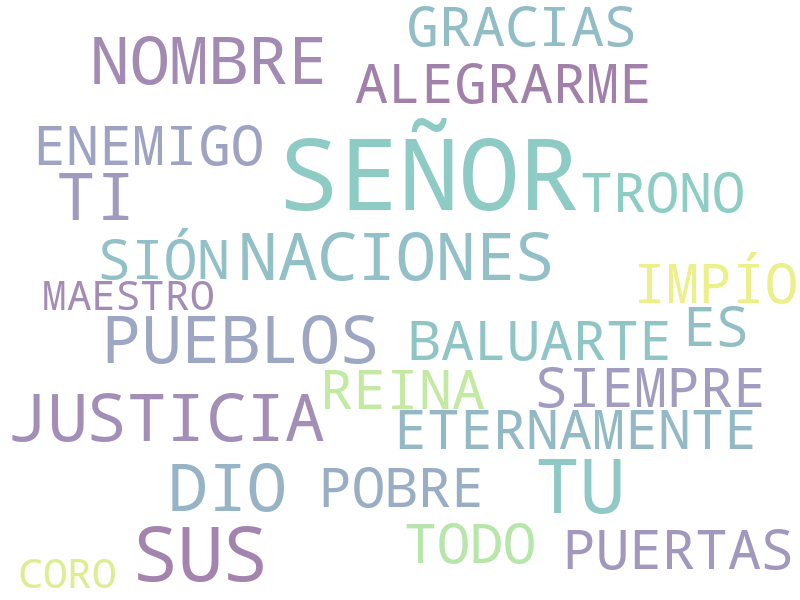 GRACIAS
NOMBRE
ALEGRARME
ENEMIGO
SEÑOR
TI
TRONO
SIÓN
NACIONES
IMPÍO
MAESTRO
PUEBLOS
BALUARTE
ES
REINA
SIEMPRE
JUSTICIA
ETERNAMENTE
DIO
POBRE
TU
SUS
TODO
PUERTAS
CORO